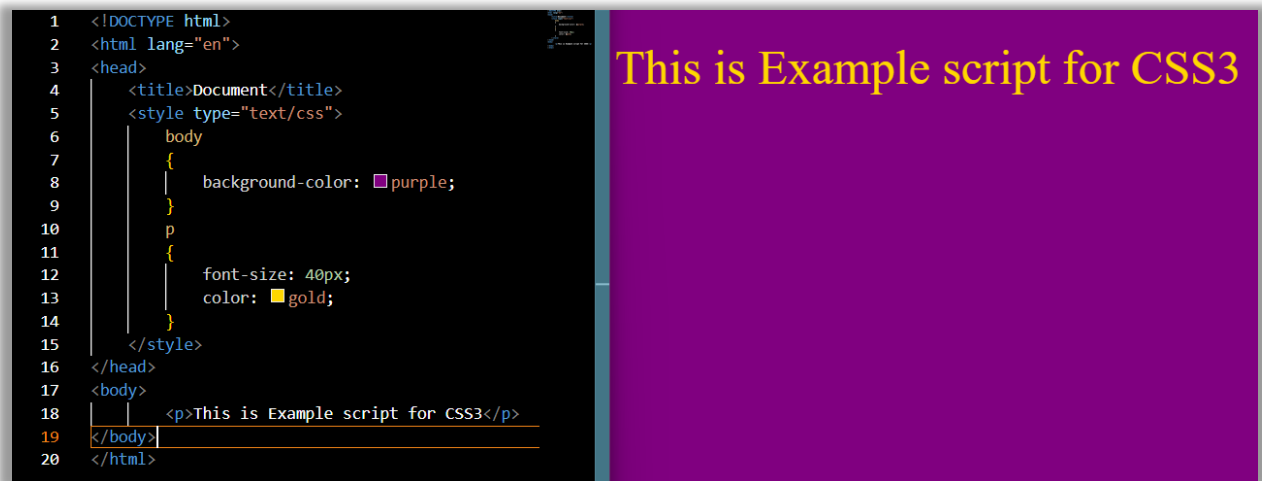 1 <!DOCTYPE html>
2 <html lang="en">
3 <head>
4 <title>Document</title>
5 <style type="text/css">
6 body
7 {
8 background-color: purple;
9 }
10 p
11 {
12 font-size: 40px;
13 color: gold;
14 }
15 </style>
16 </head>
17 <body>
18 <p>This is Example script for CSS3</p>
19 </body>
20 </html>
This is Example script for CSS3